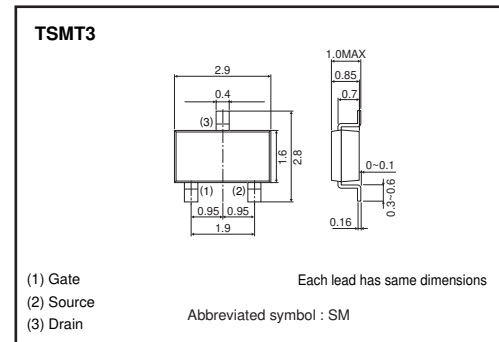 TSMT3
1.0MAX
2.9
0.85
0.4
0.7
(3)
1.6
2.8
(1)
(2)
0~0.1
0.3~0.6
0.95
0.95
0.16
1.9
(1) Gate
(2) Source
(3) Drain
Each lead has same dimensions
Abbreviated symbol : SM